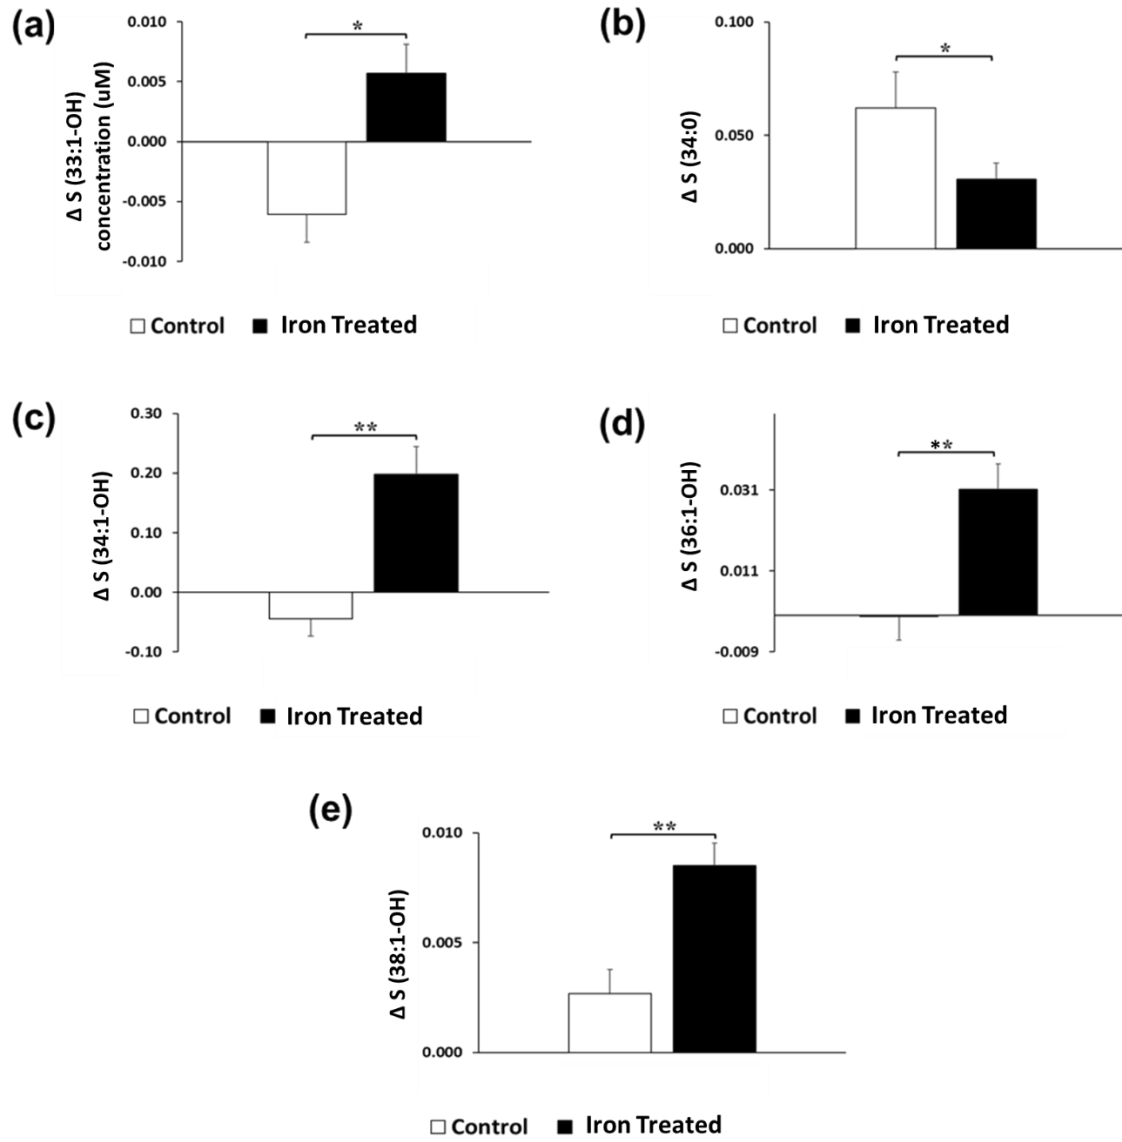 (a)
Δ S (33:1-OH)
concentration (uM)
0.010
0.005
0.000
-0.005
-0.010
*
Control Iron Treated
(b)
Δ S (34:0)
0.100
0.050
0.000
*
Control Iron Treated
(c)
Δ S (34:1-OH)
0.30
0.20
0.10
0.00
-0.10
**
Control Iron Treated
(d)
Δ S (36:1-OH)
0.031
0.011
-0.009
**
Control Iron Treated
(e)
Δ S (38:1-OH)
0.010
0.005
0.000
**
Control Iron Treated